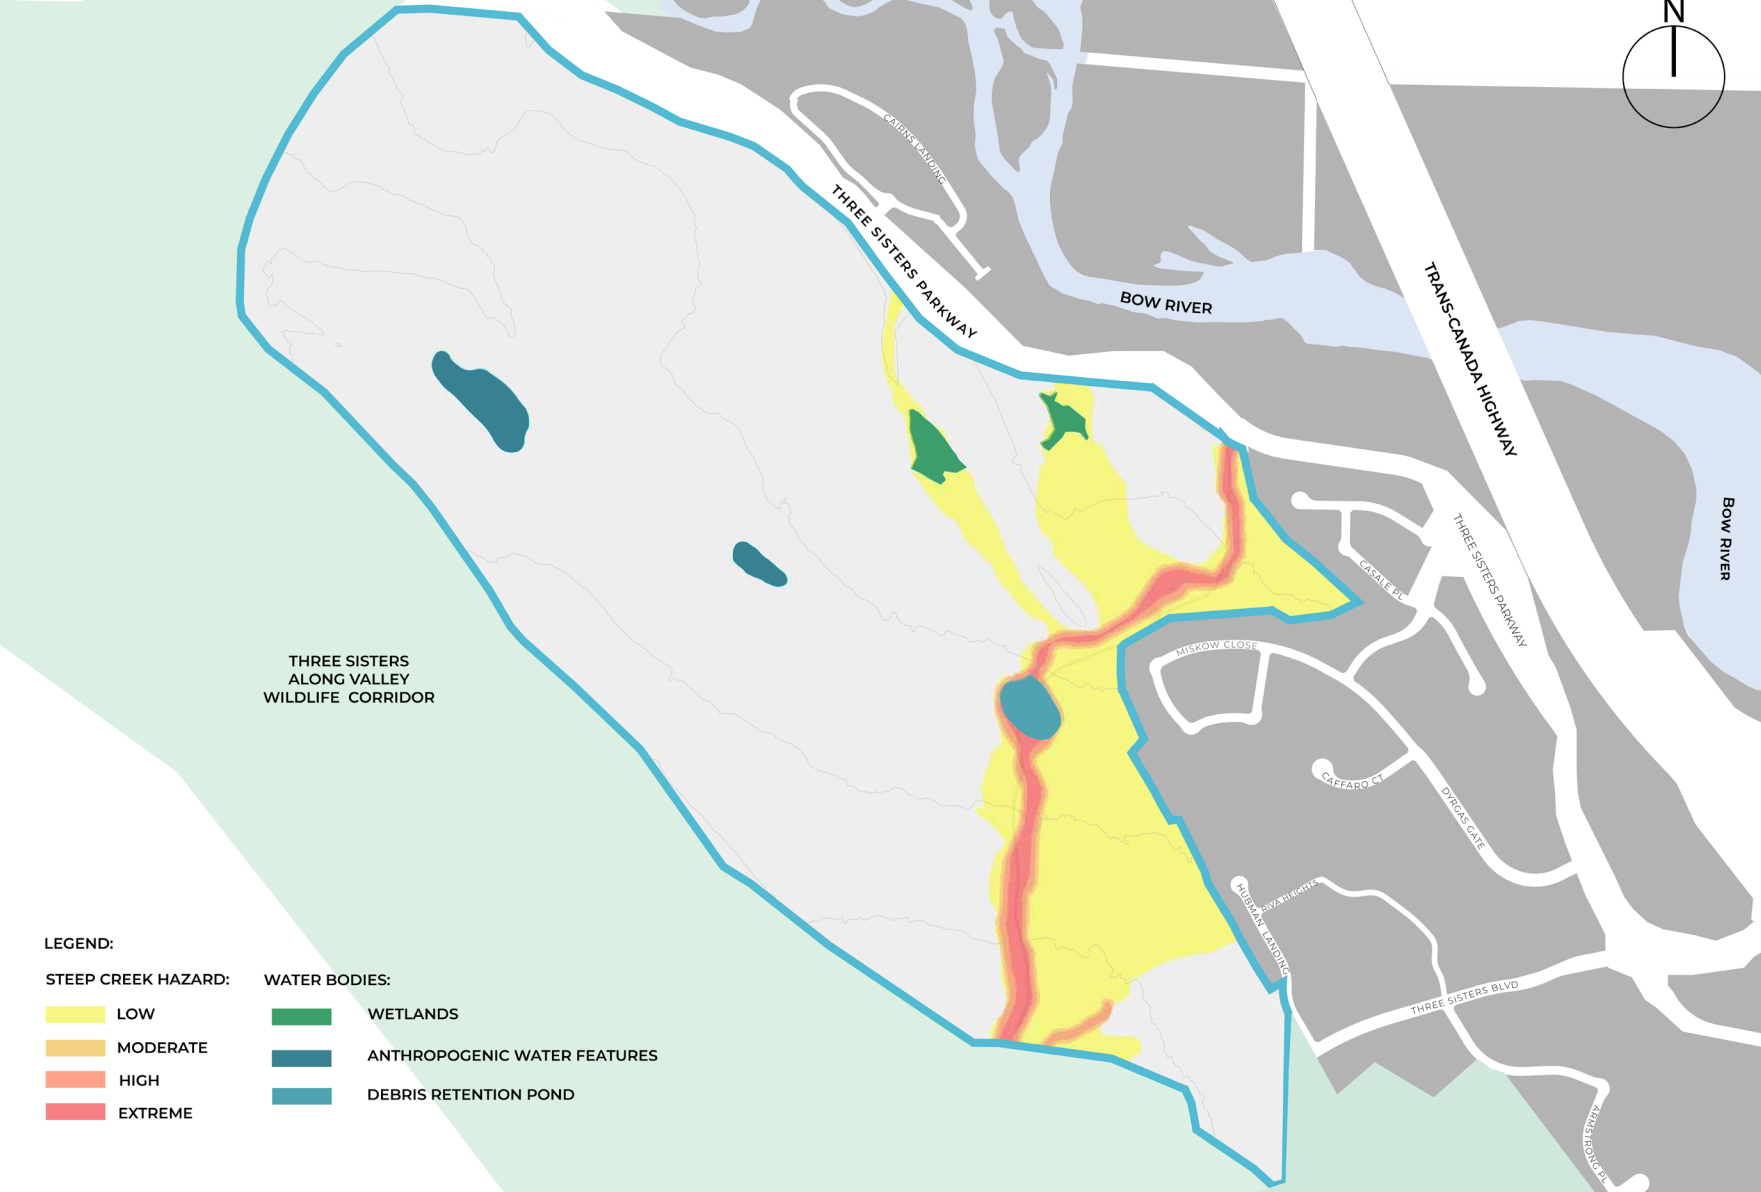 N
CAIRNS LANDING
THREE SISTERS PARKWAY
BOW RIVER
TRANS-CANADA HIGHWAY
BOW RIVER
THREE SISTERS PARKWAY
CASALE PL
MISKOW CLOSE
THREE SISTERS
ALONG VALLEY
WILDLIFE CORRIDOR
CAFFARO CT
DYRGAS GATE
HUBMAN LANDING
RIVA HEIGHTS
THREE SISTERS BLVD
ARMSTRONG PL
LEGEND:
STEEP CREEK HAZARD:
LOW
MODERATE
HIGH
EXTREME
WATER BODIES:
WETLANDS
ANTHROPOGENIC WATER FEATURES
DEBRIS RETENTION POND